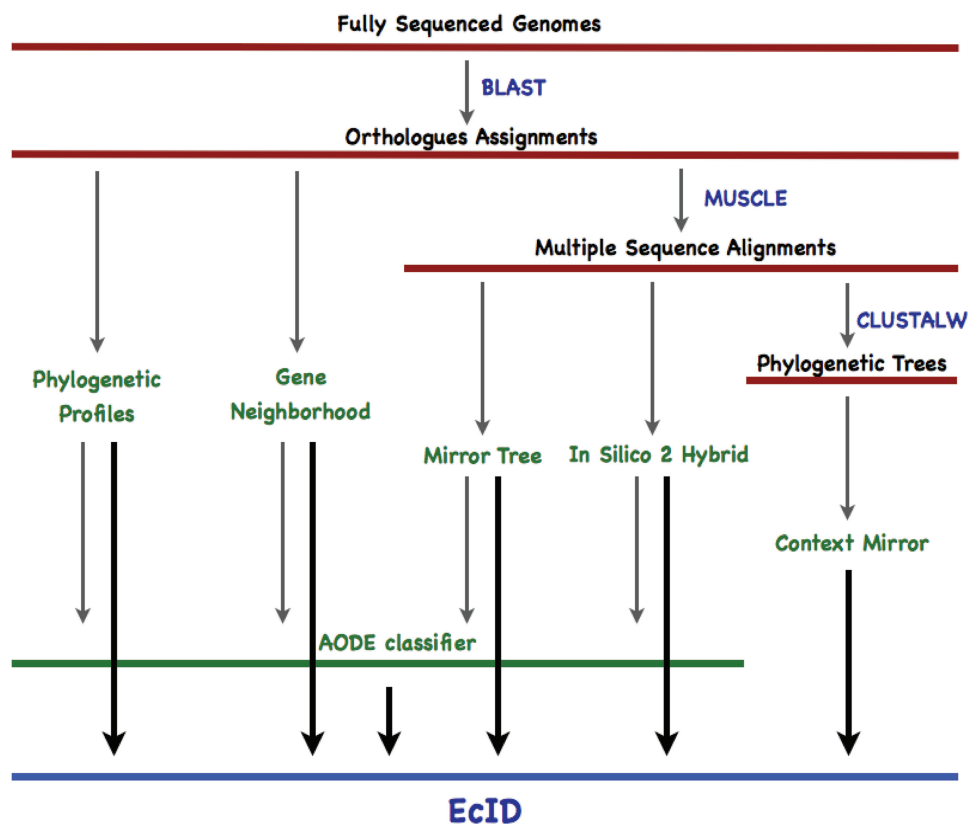 Fully Sequenced Genomes
BLAST
Orthologues Assignments
MUSCLE
Multiple Sequence Alignments
CLUSTALW
Phylogenetic Trees
Phylogenetic
Profiles
Gene
Neighborhood
Mirror Tree
In Silico 2 Hybrid
Context Mirror
AODE classifier
EcID